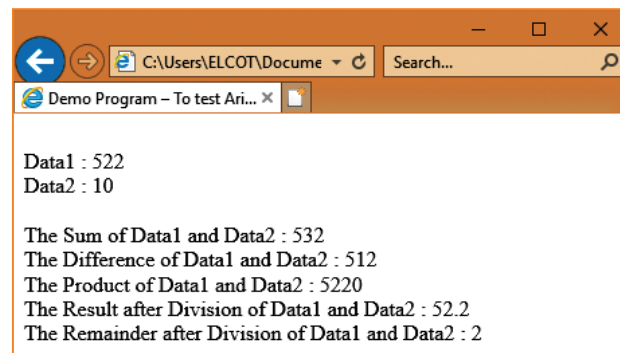 C:\Users\ELCOT\Docume
Search...
Demo Program – To test Ari...
Data1 : 522
Data2 : 10
The Sum of Data1 and Data2 : 532
The Difference of Data1 and Data2 : 512
The Product of Data1 and Data2 : 5220
The Result after Division of Data1 and Data2 : 52.2
The Remainder after Division of Data1 and Data2 : 2